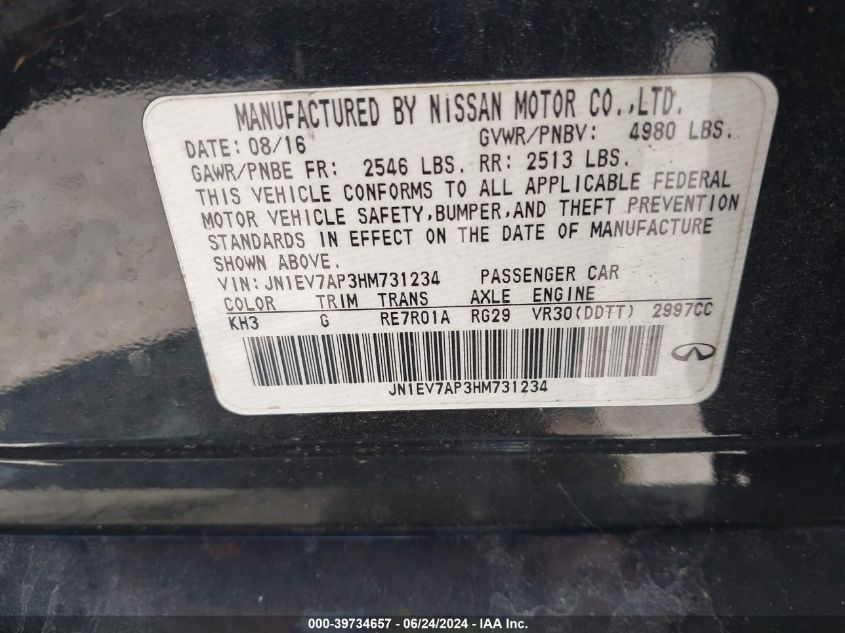 MANUFACTURED BY NISSAN MOTOR CO.,LTD.
DATE: 08/16 GVWR/PNBV: 4980 LBS.
GAWR/PNBE FR: 2546 LBS. RR: 2513 LBS.
THIS VEHICLE CONFORMS TO ALL APPLICABLE FEDERAL
MOTOR VEHICLE SAFETY,BUMPER,AND THEFT PREVENTION
STANDARDS IN EFFECT ON THE DATE OF MANUFACTURE
SHOWN ABOVE.
VIN: JN1EV7AP3HM731234 PASSENGER CAR
COLOR TRIM TRANS AXLE ENGINE
KH3 G RE7R01A RG29 VR30(DDTT) 2997CC
JN1EV7AP3HM731234
000-39734657 - 06/24/2024 - IAAI.com